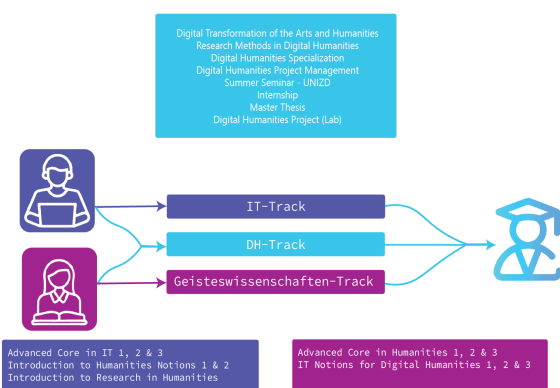 Digital Transformation of the Arts and Humanities
Research Methods in Digital Humanities
Digital Humanities Specialization
Digital Humanities Project Management
Summer Seminar - UNIZD
Internship
Master Thesis
Digital Humanities Project (Lab)
IT-Track
DH-Track
Geisteswissenschaften-Track
Advanced Core in IT 1, 2 & 3
Introduction to Humanities Notions 1 & 2
Introduction to Research in Humanities
Advanced Core in Humanities 1, 2 & 3
IT Notions for Digital Humanities 1, 2 & 3